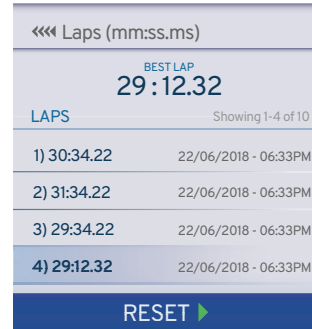 Laps (mm:ss.ms)
BEST LAP
29:12.32
LAPS Showing 1-4 of 10
1) 30:34.22 22/06/2018 - 06:33PM
2) 31:34.22 22/06/2018 - 06:33PM
3) 29:34.22 22/06/2018 - 06:33PM
4) 29:12.32 22/06/2018 - 06:33PM
RESET